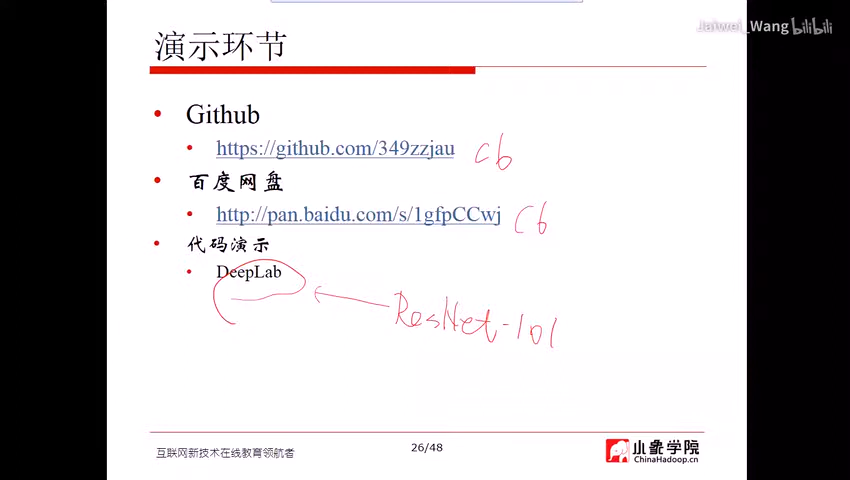 Jaiwei_Wang bilibili
演示环节
• Github
• https://github.com/349zzjau c6
• 百度网盘
• http://pan.baidu.com/s/1gfpCCwj c6
• 代码演示
• DeepLab
ResNet-101
互联网新技术在线教育领航者
26/48
小象学院
ChinaHadoop.cn